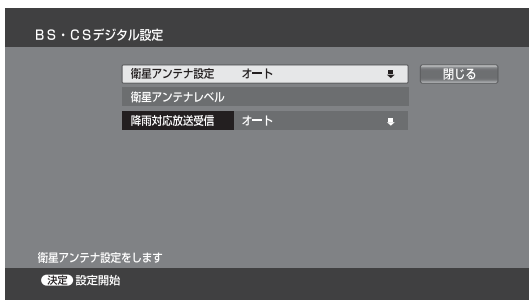 BS・CSデジタル設定
衛星アンテナ設定 オート 閉じる
衛星アンテナレベル
降雨対応放送受信 オート
衛星アンテナ設定をします
決定 設定開始